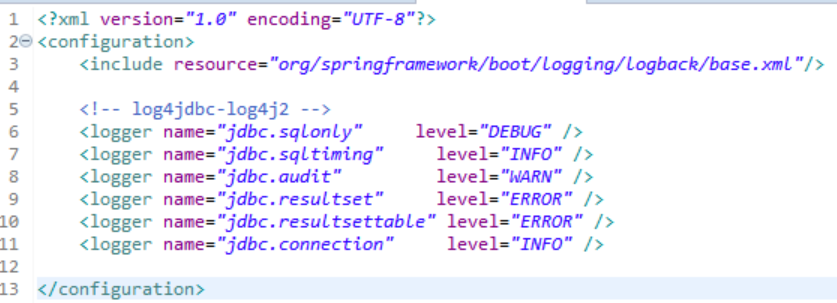 1 <?xml version="1.0" encoding="UTF-8"?>
2 <configuration>
3     <include resource="org/springframework/boot/logging/logback/base.xml"/>
4
5     <!-- log4jdbc-log4j2 -->
6     <logger name="jdbc.sqlonly"     level="DEBUG" />
7     <logger name="jdbc.sqltiming"     level="INFO" />
8     <logger name="jdbc.audit"         level="WARN" />
9     <logger name="jdbc.resultset"     level="ERROR" />
10     <logger name="jdbc.resultsettable" level="ERROR" />
11     <logger name="jdbc.connection"     level="INFO" />
12
13 </configuration>